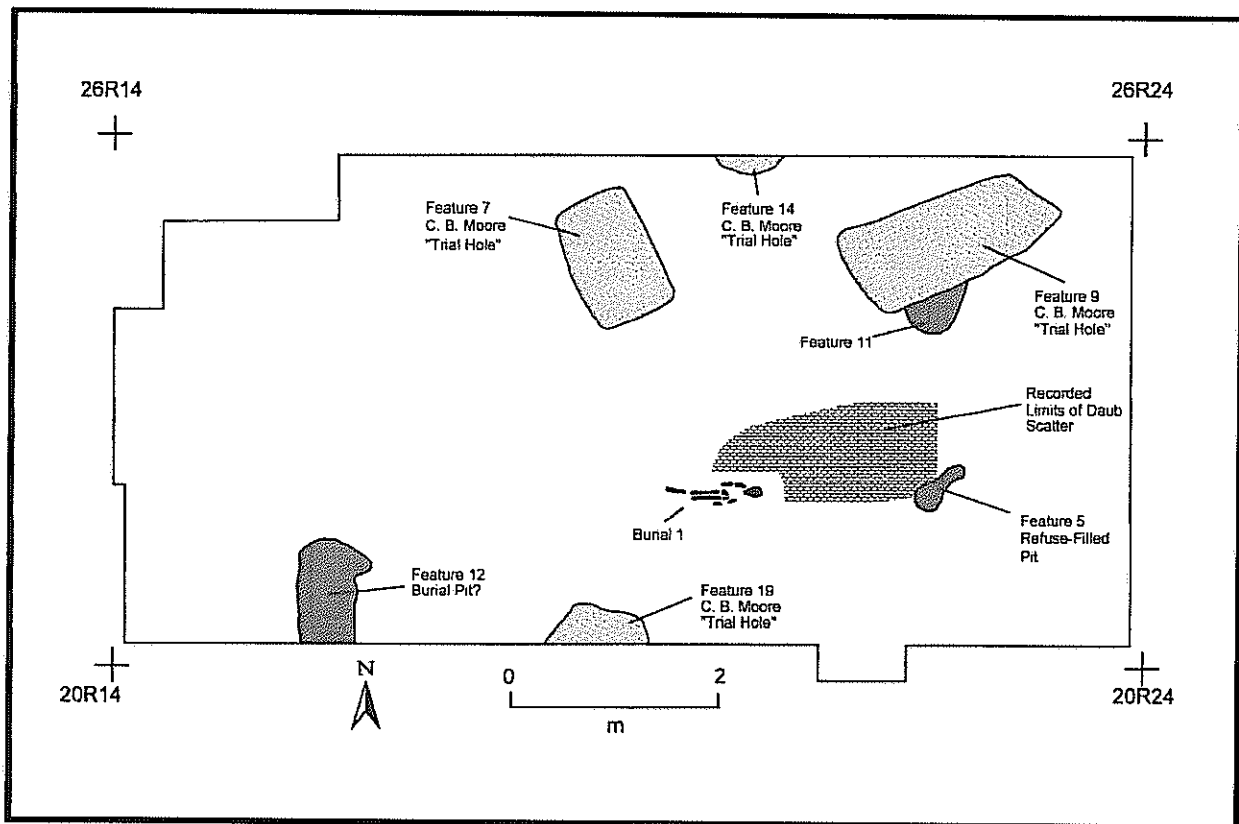 26R14
26R24
Feature 7
C. B. Moore
"Trial Hole"
Feature 14
C. B. Moore
"Trial Hole"
Feature 9
C. B. Moore
"Trial Hole"
Feature 11
Recorded
Limits of Daub
Scatter
Burial 1
Feature 5
Refuse-Filled
Pit
Feature 12
Burial Pit?
Feature 19
C. B. Moore
"Trial Hole"
20R14
N
0 2
m
20R24